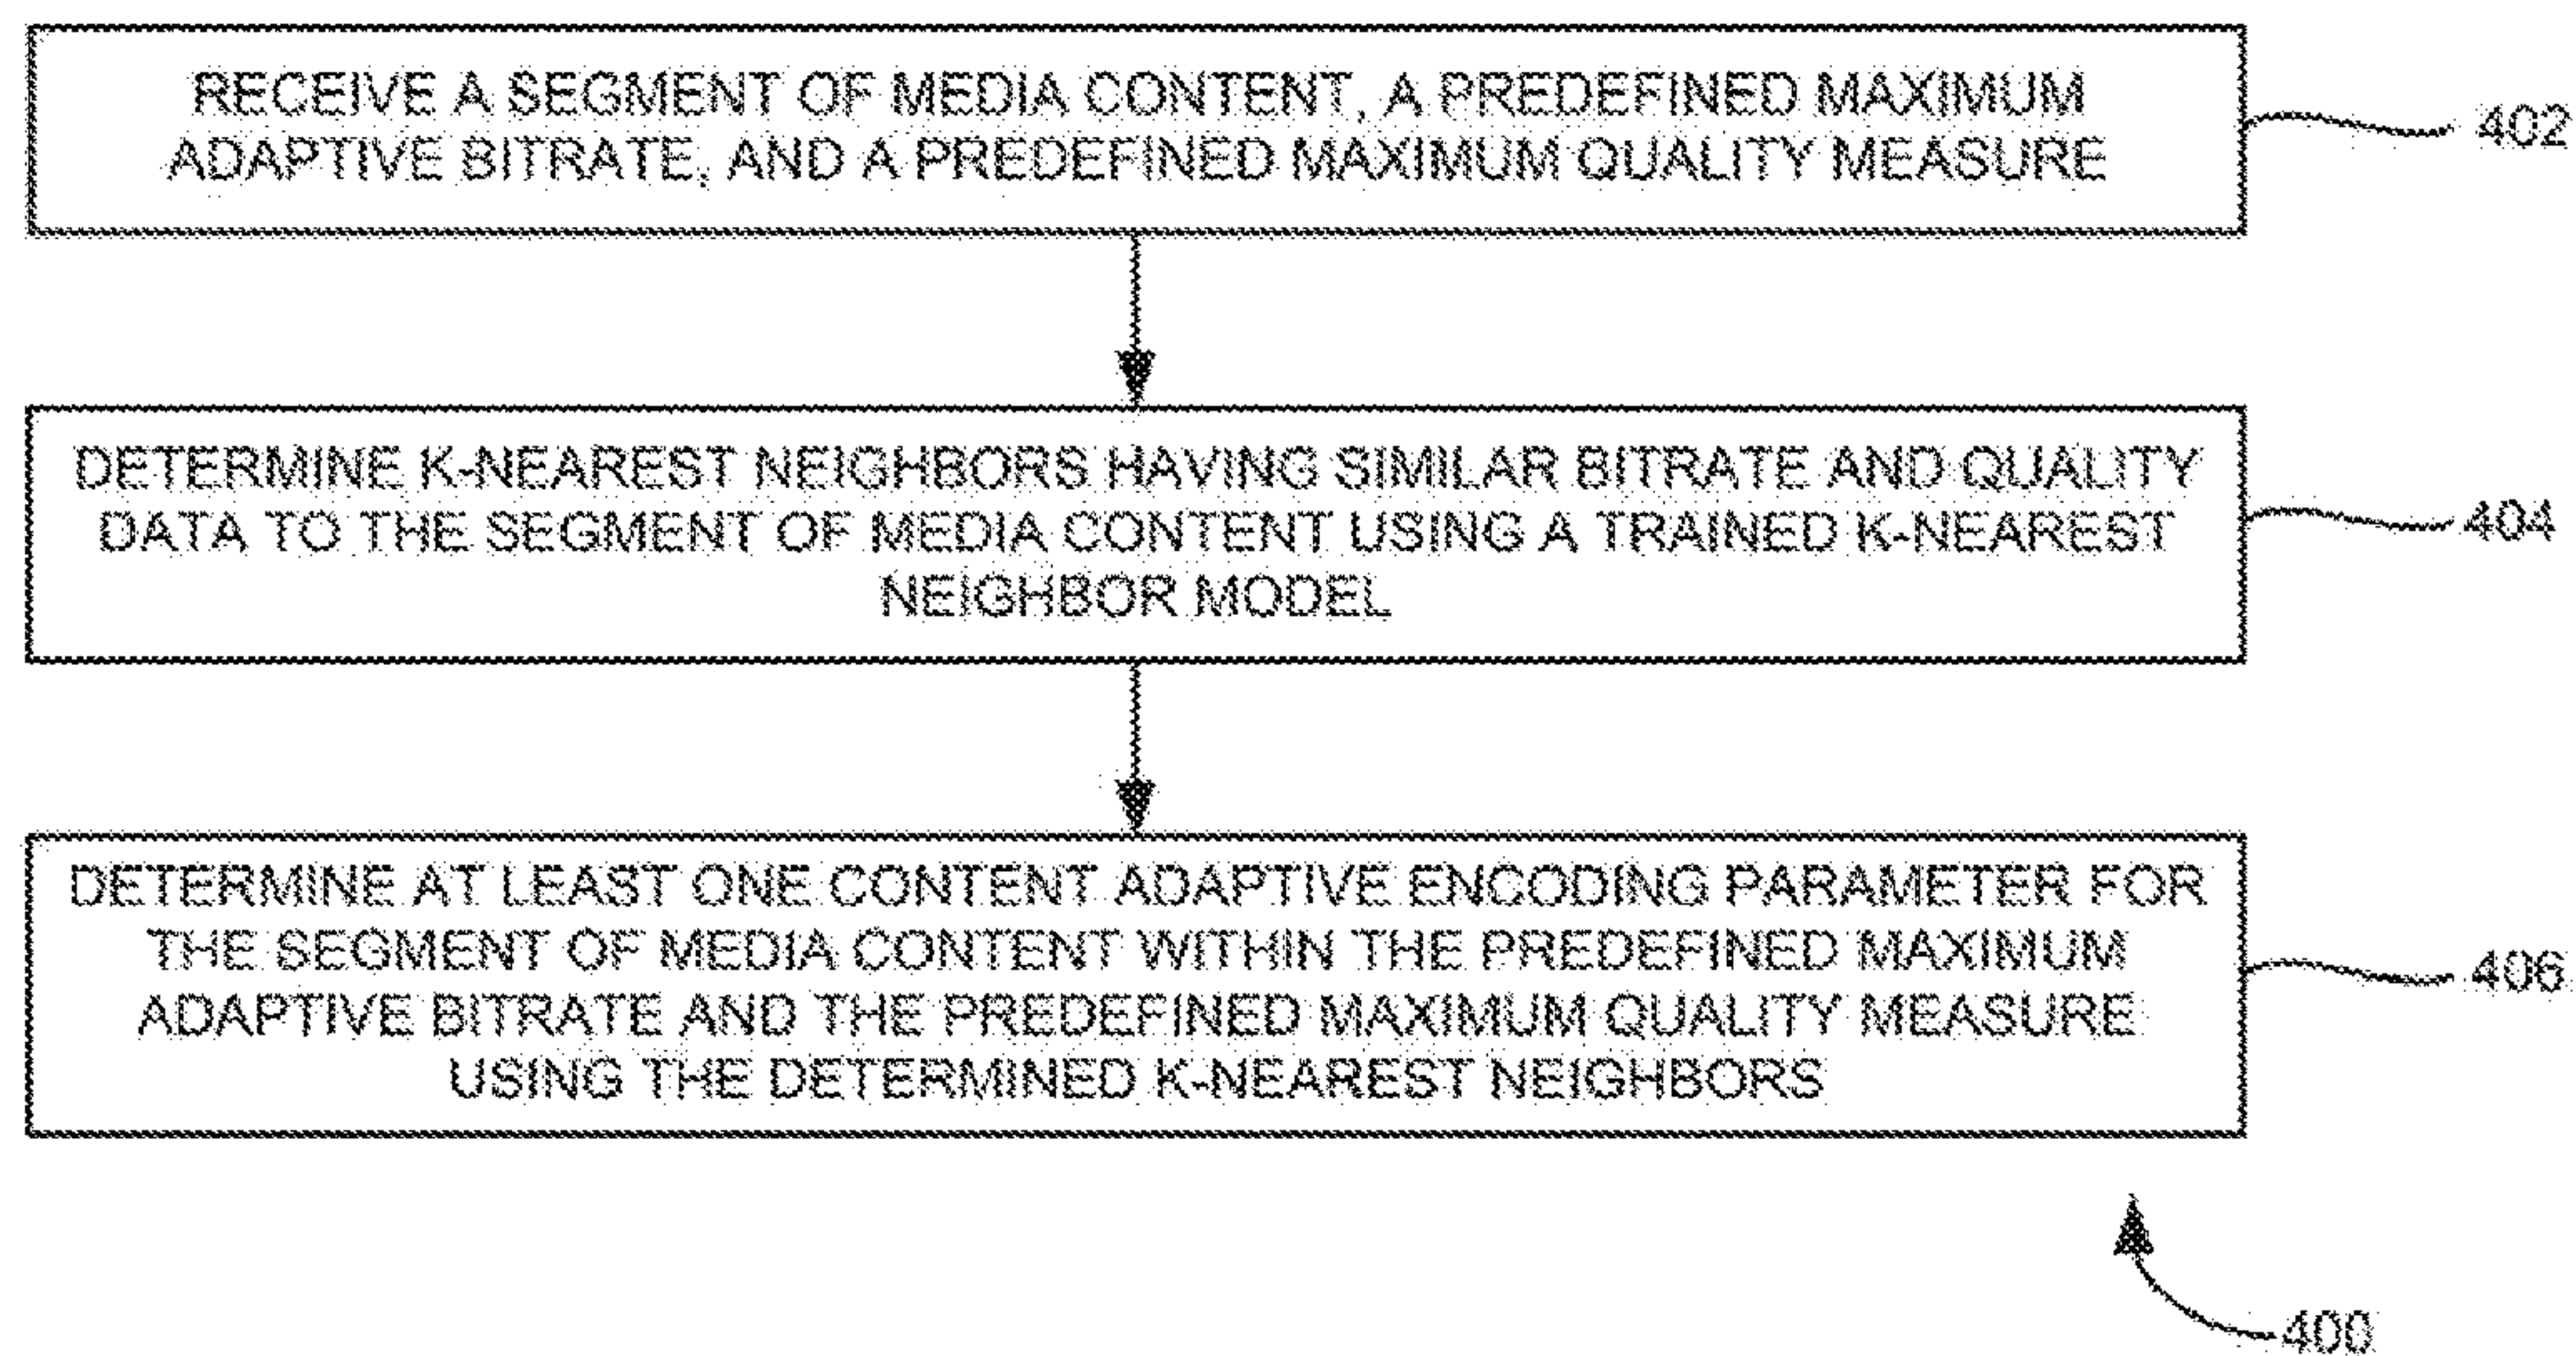 RECEIVE A SEGMENT OF MEDIA CONTENT, A PREDEFINED MAXIMUM
ADAPTIVE BITRATE, AND A PREDEFINED MAXIMUM QUALITY MEASURE
402
DETERMINE K-NEAREST NEIGHBORS HAVING SIMILAR BITRATE AND QUALITY
DATA TO THE SEGMENT OF MEDIA CONTENT USING A TRAINED K-NEAREST
NEIGHBOR MODEL
404
DETERMINE AT LEAST ONE CONTENT ADAPTIVE ENCODING PARAMETER FOR
THE SEGMENT OF MEDIA CONTENT WITHIN THE PREDEFINED MAXIMUM
ADAPTIVE BITRATE AND THE PREDEFINED MAXIMUM QUALITY MEASURE
USING THE DETERMINED K-NEAREST NEIGHBORS
406
400